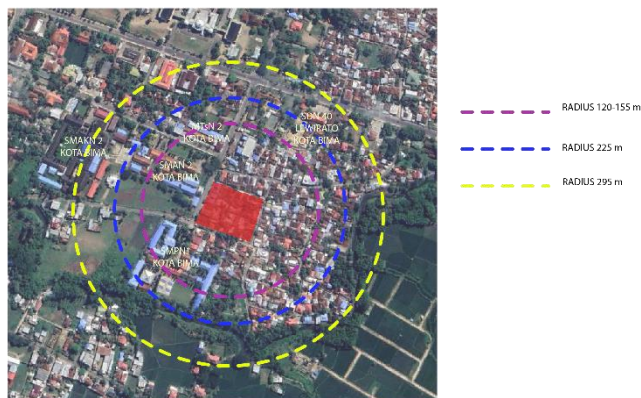 SDN 40
LEWIRATO
KOTA BIMA
MTsN 2
KOTA BIMA
SMAKN 2
KOTA BIMA
SMAN 2
KOTA BIMA
SMPN1
KOTA BIMA
RADIUS 120-155 m
RADIUS 225 m
RADIUS 295 m